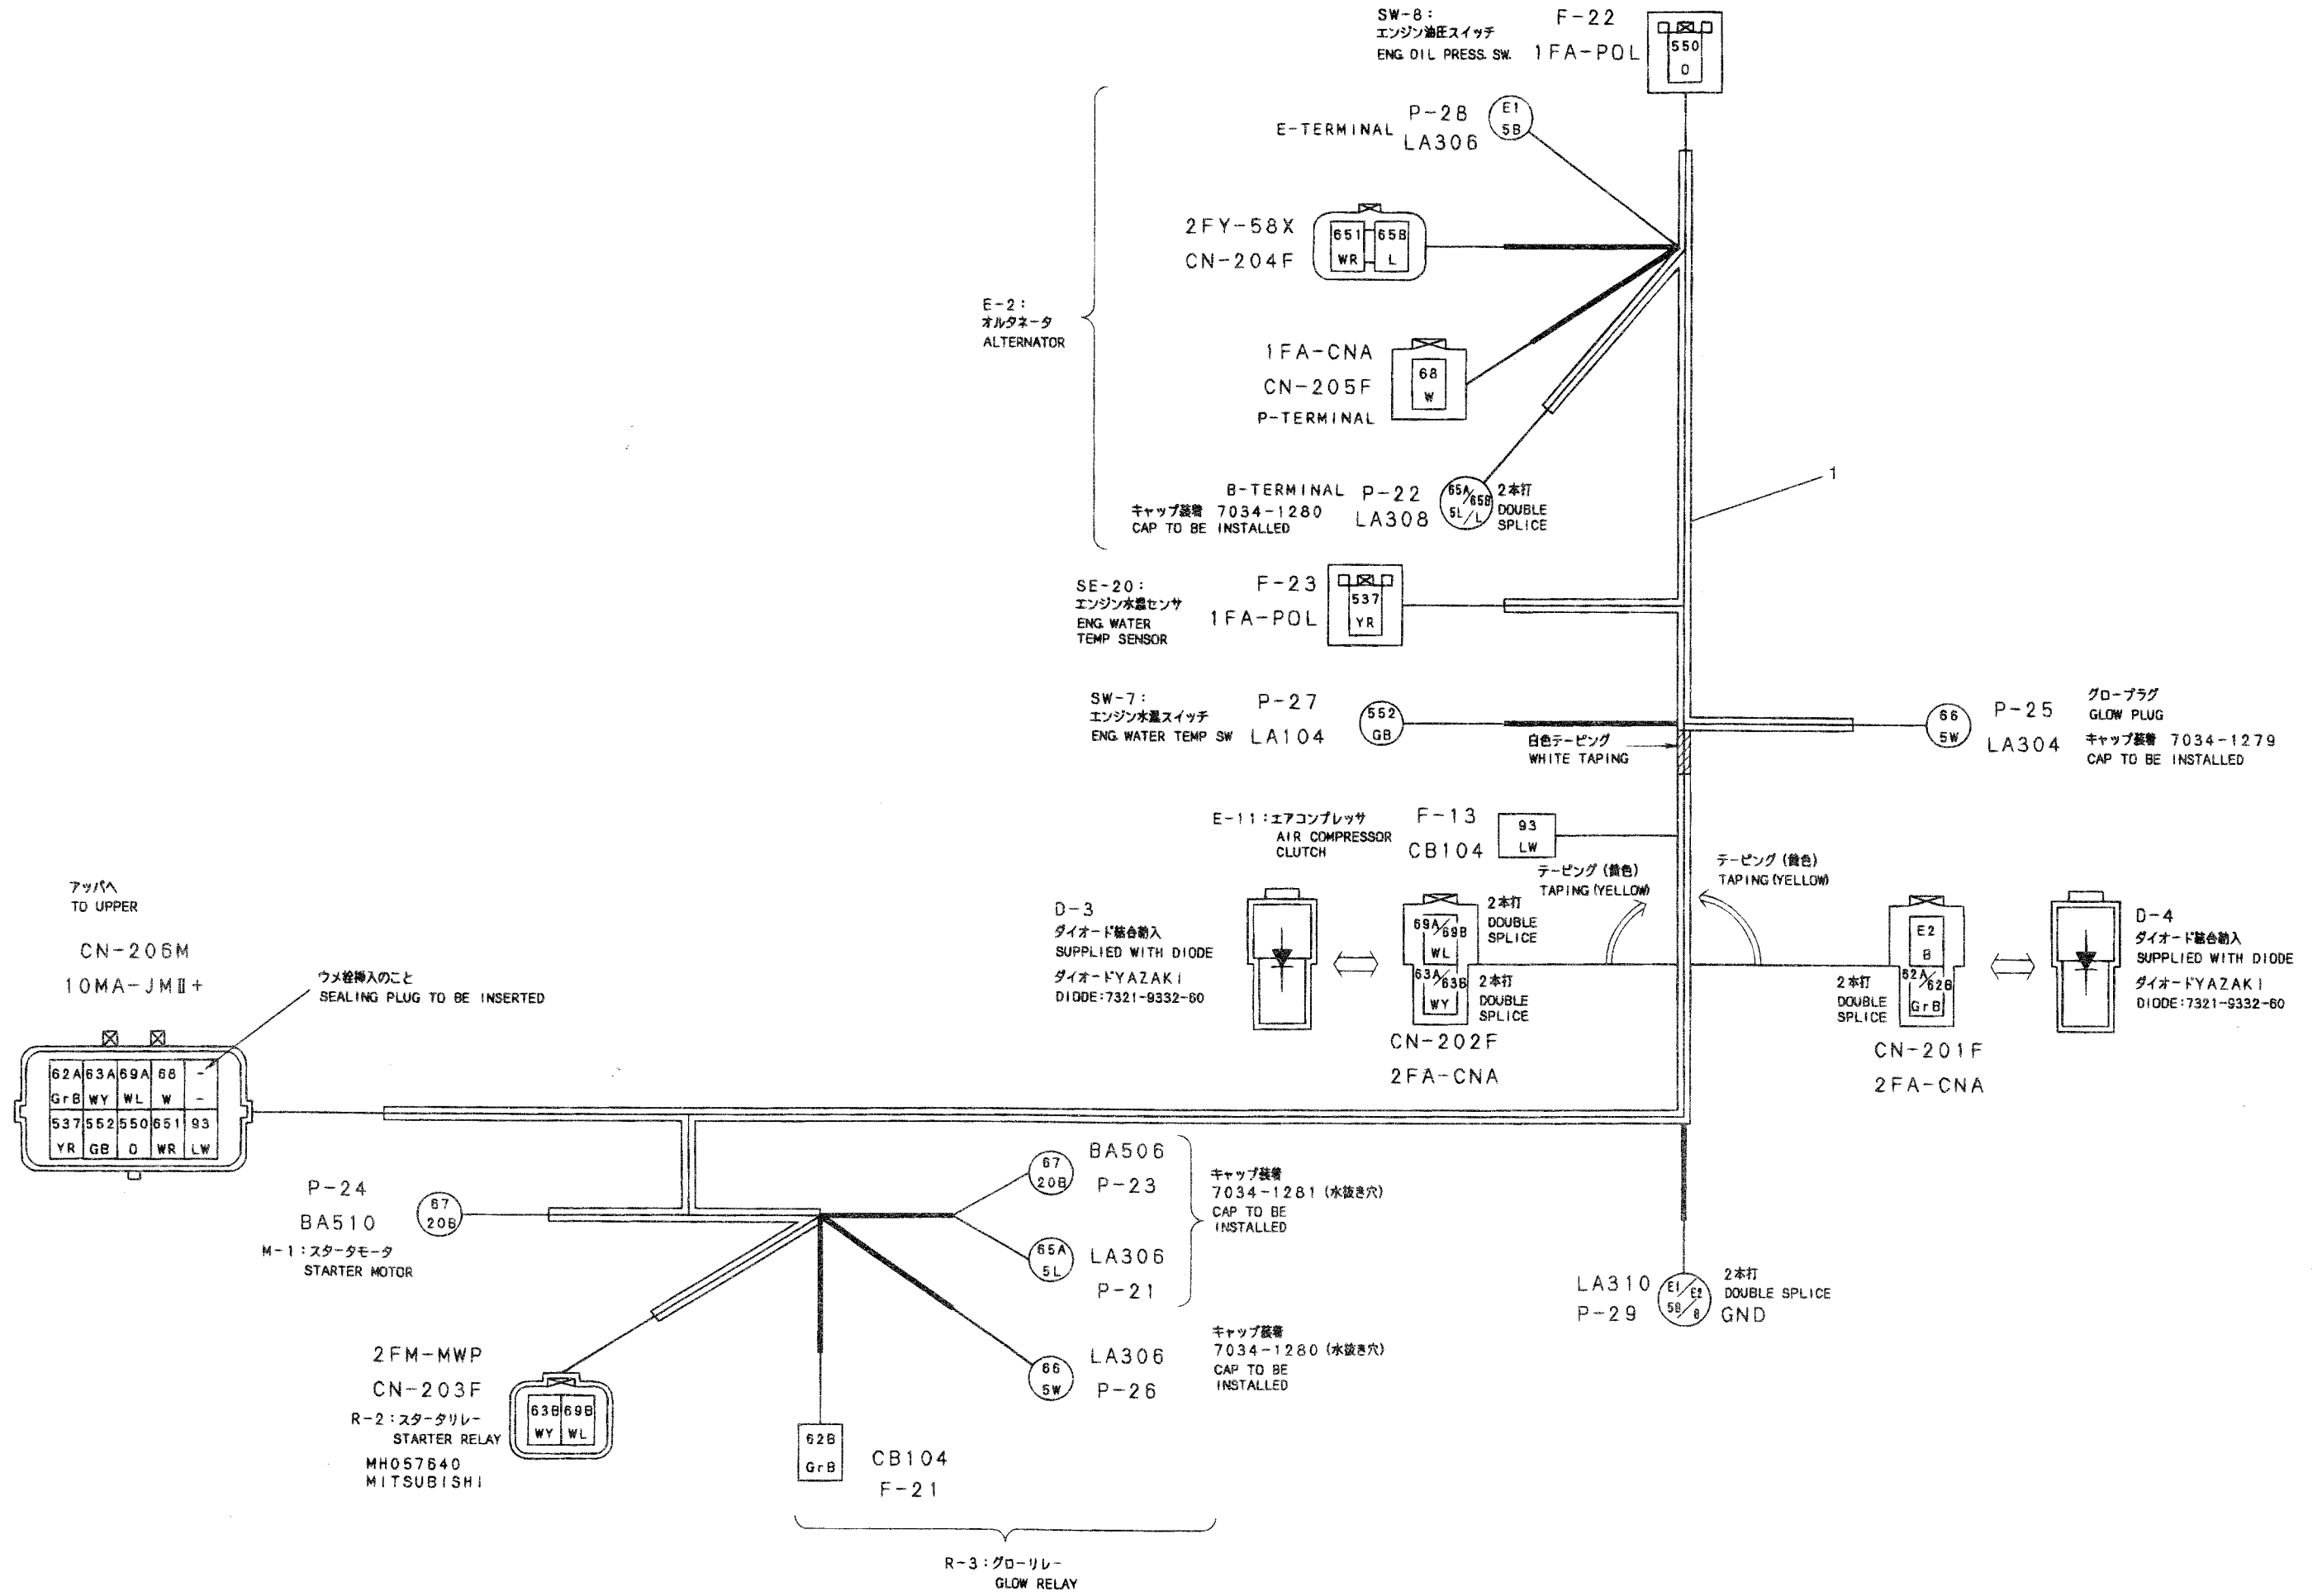 SW-8:
エンジン油圧スイッチ
ENG OIL PRESS. SW.
F-22
1FA-POL
550
O
E-TERMINAL
P-28
LA306
E1
5B
2FY-58X
CN-204F
651 65B
WR L
E-2:
オルタネータ
ALTERNATOR
1FA-CNA
CN-205F
P-TERMINAL
68
W
B-TERMINAL
キャップ装着 7034-1280
CAP TO BE INSTALLED
P-22
LA308
65A/65B
5L/L
2本打
DOUBLE
SPLICE
1
SE-20:
エンジン水温センサ
ENG. WATER
TEMP SENSOR
F-23
1FA-POL
537
YR
SW-7:
エンジン水温スイッチ
ENG. WATER TEMP SW
P-27
LA104
552
GB
白色テーピング
WHITE TAPING
66
5W
P-25
LA304
グロープラグ
GLOW PLUG
キャップ装着 7034-1279
CAP TO BE INSTALLED
E-11:エアコンプレッサ
AIR COMPRESSOR
CLUTCH
F-13
CB104
93
LW
テーピング(黄色)
TAPING(YELLOW)
テーピング(黄色)
TAPING(YELLOW)
D-3
ダイオード結合納入
SUPPLIED WITH DIODE
ダイオードYAZAKI
DIODE:7321-9332-60
69A/69B
WL
63A/63B
WY
2本打
DOUBLE
SPLICE
2本打
DOUBLE
SPLICE
CN-202F
2FA-CNA
2本打
DOUBLE
SPLICE
E2
B
62A/62B
GrB
CN-201F
2FA-CNA
D-4
ダイオード結合納入
SUPPLIED WITH DIODE
ダイオードYAZAKI
DIODE:7321-9332-60
アッパへ
TO UPPER
CN-206M
10MA-JMⅡ+
ウメ栓挿入のこと
SEALING PLUG TO BE INSERTED
62A 63A 69A 68 -
GrB WY WL W -
537 552 550 651 93
YR GB O WR LW
P-24
BA510
M-1:スタータモータ
STARTER MOTOR
67
20B
67
20B
BA506
P-23
65A
5L
LA306
P-21
キャップ装着
7034-1281(水抜き穴)
CAP TO BE
INSTALLED
66
5W
LA306
P-26
キャップ装着
7034-1280(水抜き穴)
CAP TO BE
INSTALLED
LA310
P-29
E1/E2
5B/B
2本打
DOUBLE SPLICE
GND
2FM-MWP
CN-203F
R-2:スタータリレー
STARTER RELAY
MH057640
MITSUBISHI
63B 69B
WY WL
62B
GrB
CB104
F-21
R-3:グローリレー
GLOW RELAY